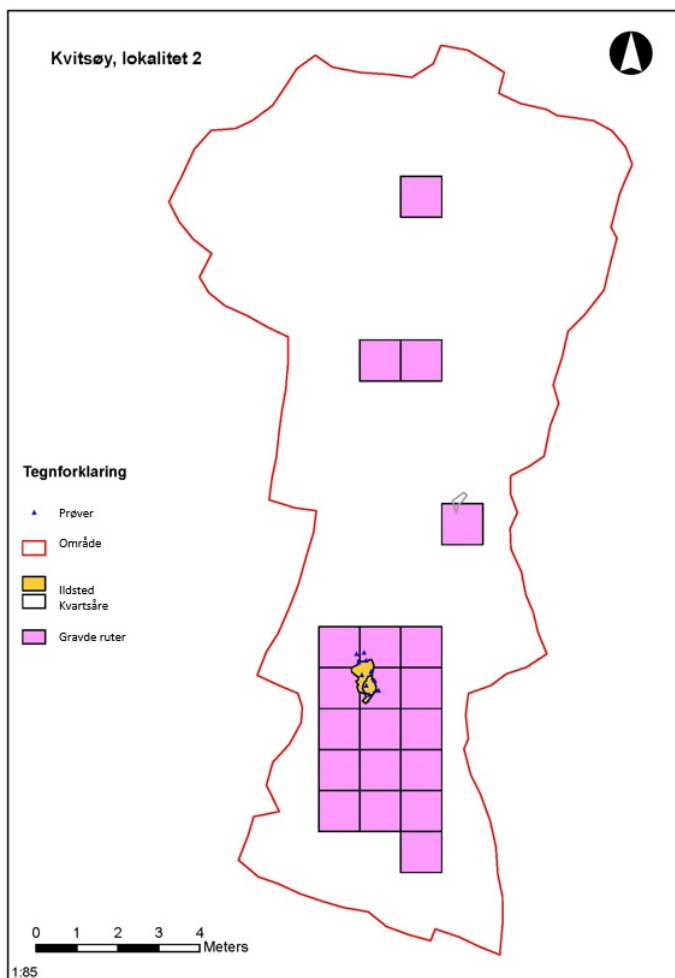 Kvitsøy, lokalitet 2
Tegnforklaring
Prøver
Område
Ildsted
Kvartsåre
Gravde ruter
0 1 2 3 4
Meters
1:85